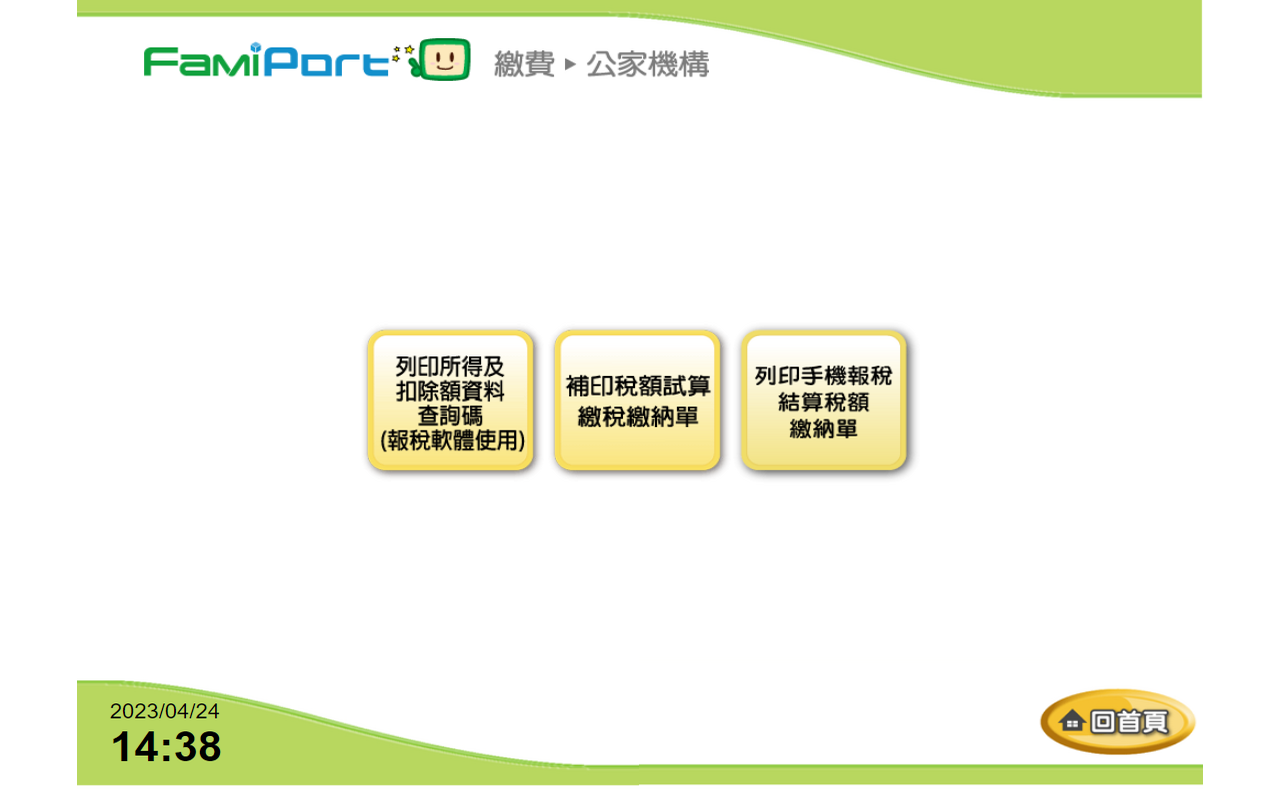 FamiPort 繳費 ▶ 公家機構
列印所得及
扣除額資料
查詢碼
(報稅軟體使用)
補印稅額試算
繳稅繳納單
列印手機報稅
結算稅額
繳納單
2023/04/24
14:38
回首頁